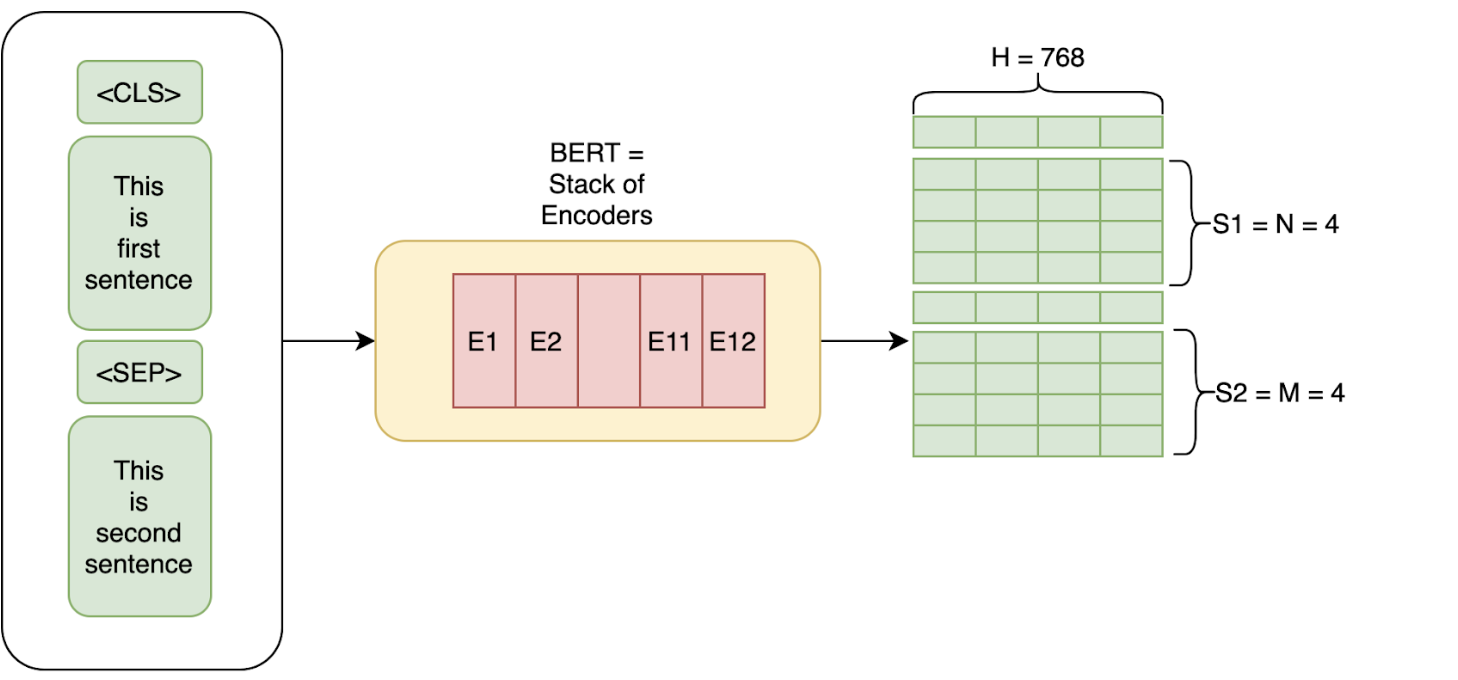 <CLS>
This
is
first
sentence
<SEP>
This
is
second
sentence
BERT =
Stack of
Encoders
E1
E2
E11
E12
H = 768
S1 = N = 4
S2 = M = 4